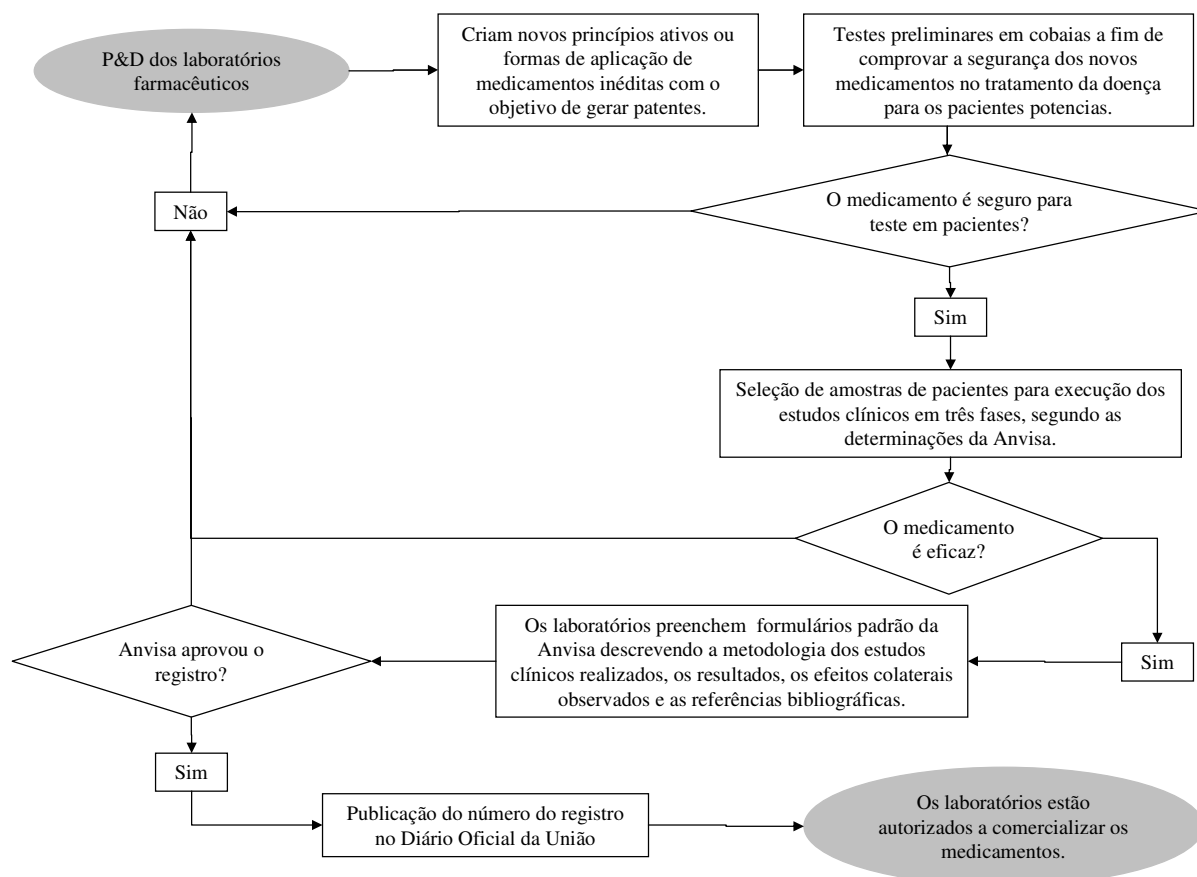 P&D dos laboratórios
farmacêuticos
Criam novos princípios ativos ou
formas de aplicação de
medicamentos inéditas com o
objetivo de gerar patentes.
Testes preliminares em cobaias a fim de
comprovar a segurança dos novos
medicamentos no tratamento da doença
para os pacientes potencias.
Não
O medicamento é seguro para
teste em pacientes?
Sim
Seleção de amostras de pacientes para execução dos
estudos clínicos em três fases, segundo as
determinações da Anvisa.
O medicamento
é eficaz?
Sim
Os laboratórios preenchem formulários padrão da
Anvisa descrevendo a metodologia dos estudos
clínicos realizados, os resultados, os efeitos colaterais
observados e as referências bibliográficas.
Anvisa aprovou o
registro?
Sim
Publicação do número do registro
no Diário Oficial da União
Os laboratórios estão
autorizados a comercializar os
medicamentos.